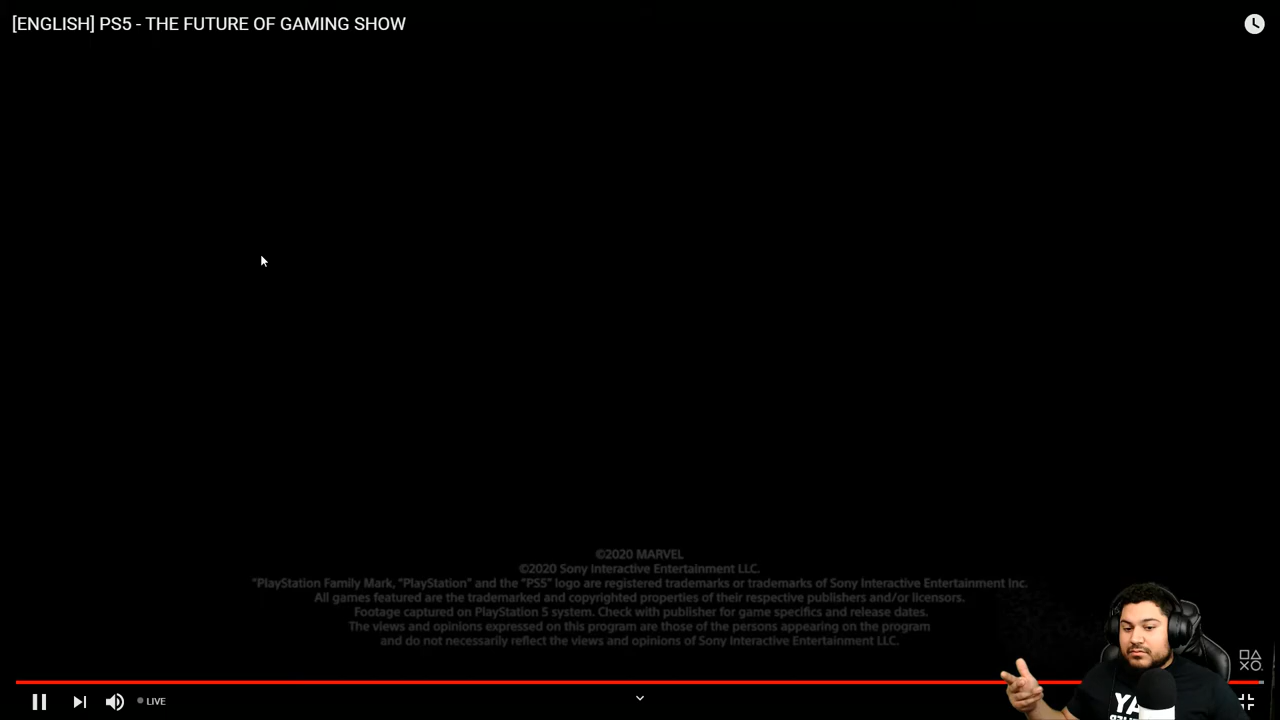 [ENGLISH] PS5 - THE FUTURE OF GAMING SHOW
©2020 MARVEL
©2020 Sony Interactive Entertainment LLC.
"PlayStation Family Mark, "PlayStation" and the "PS5" logo are registered trademarks or trademarks of Sony Interactive Entertainment Inc.
All games featured are the trademarked and copyrighted properties of their respective publishers and/or licensors.
Footage captured on PlayStation 5 system. Check with publisher for game specifics and release dates.
The views and opinions expressed on this program are those of the persons appearing on the program
and do not necessarily reflect the views and opinions of Sony Interactive Entertainment LLC.
LIVE